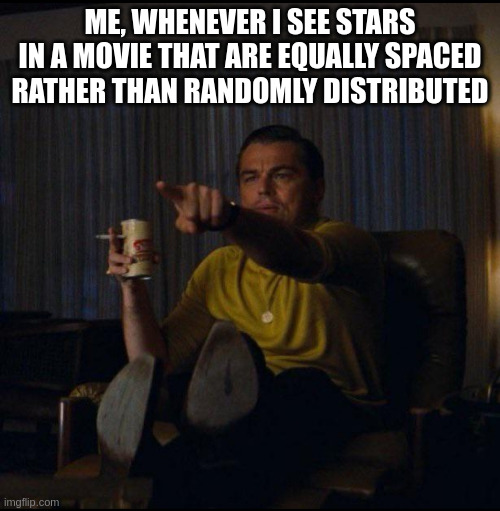 ME, WHENEVER I SEE STARS
IN A MOVIE THAT ARE EQUALLY SPACED
RATHER THAN RANDOMLY DISTRIBUTED
imgflip.com